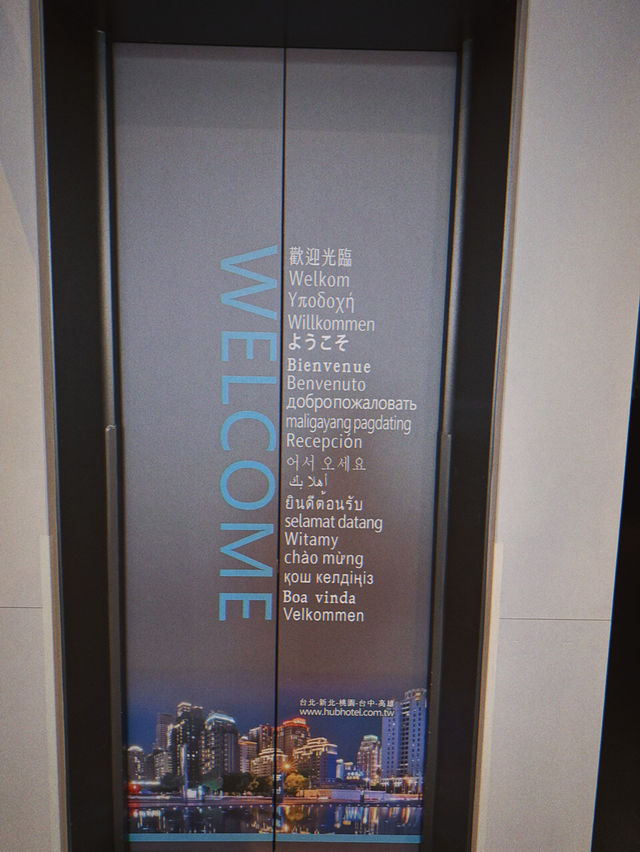 WELCOME
歡迎光臨
Welkom
Υποδοχή
Willkommen
ようこそ
Bienvenue
Benvenuto
добропожаловать
maligayang pagdating
Recepción
어서 오세요
أهلا بك
ยินดีต้อนรับ
selamat datang
Witamy
chào mừng
қош келдіңіз
Boa vinda
Velkommen
台北-新北-桃園-台中-高雄
www.hubhotel.com.tw